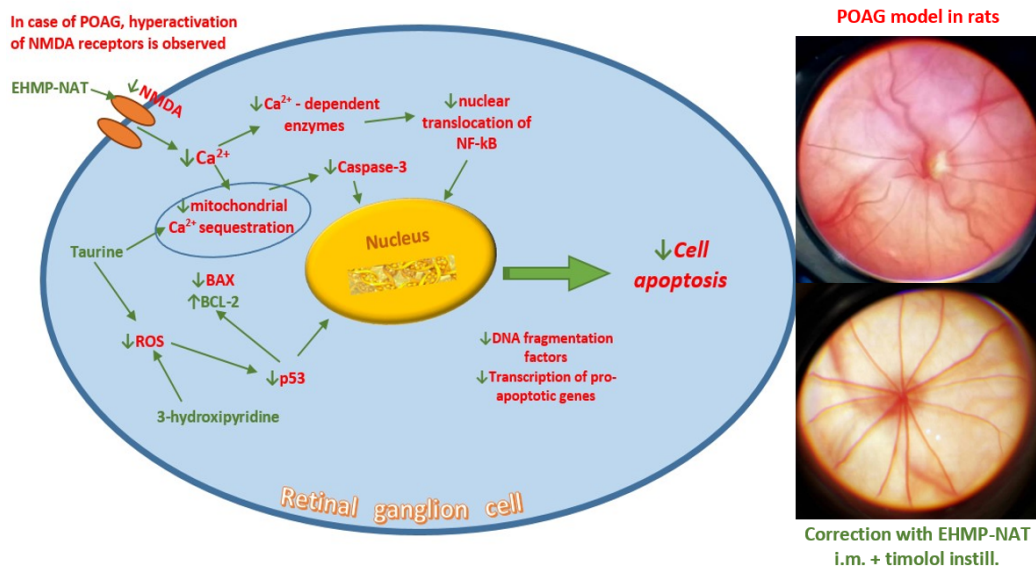 In case of POAG, hyperactivation
of NMDA receptors is observed
EHMP-NAT
↓NMDA
↓Ca²⁺
↓Ca²⁺ - dependent
enzymes
↓nuclear
translocation of
NF-kB
↓Caspase-3
↓mitochondrial
Ca²⁺ sequestration
Taurine
↓BAX
↑BCL-2
↓ROS
↓p53
3-hydroxipyridine
Nucleus
↓Cell
apoptosis
↓DNA fragmentation
factors
↓Transcription of pro-
apoptotic genes
Retinal ganglion cell
POAG model in rats
Correction with EHMP-NAT
i.m. + timolol instill.